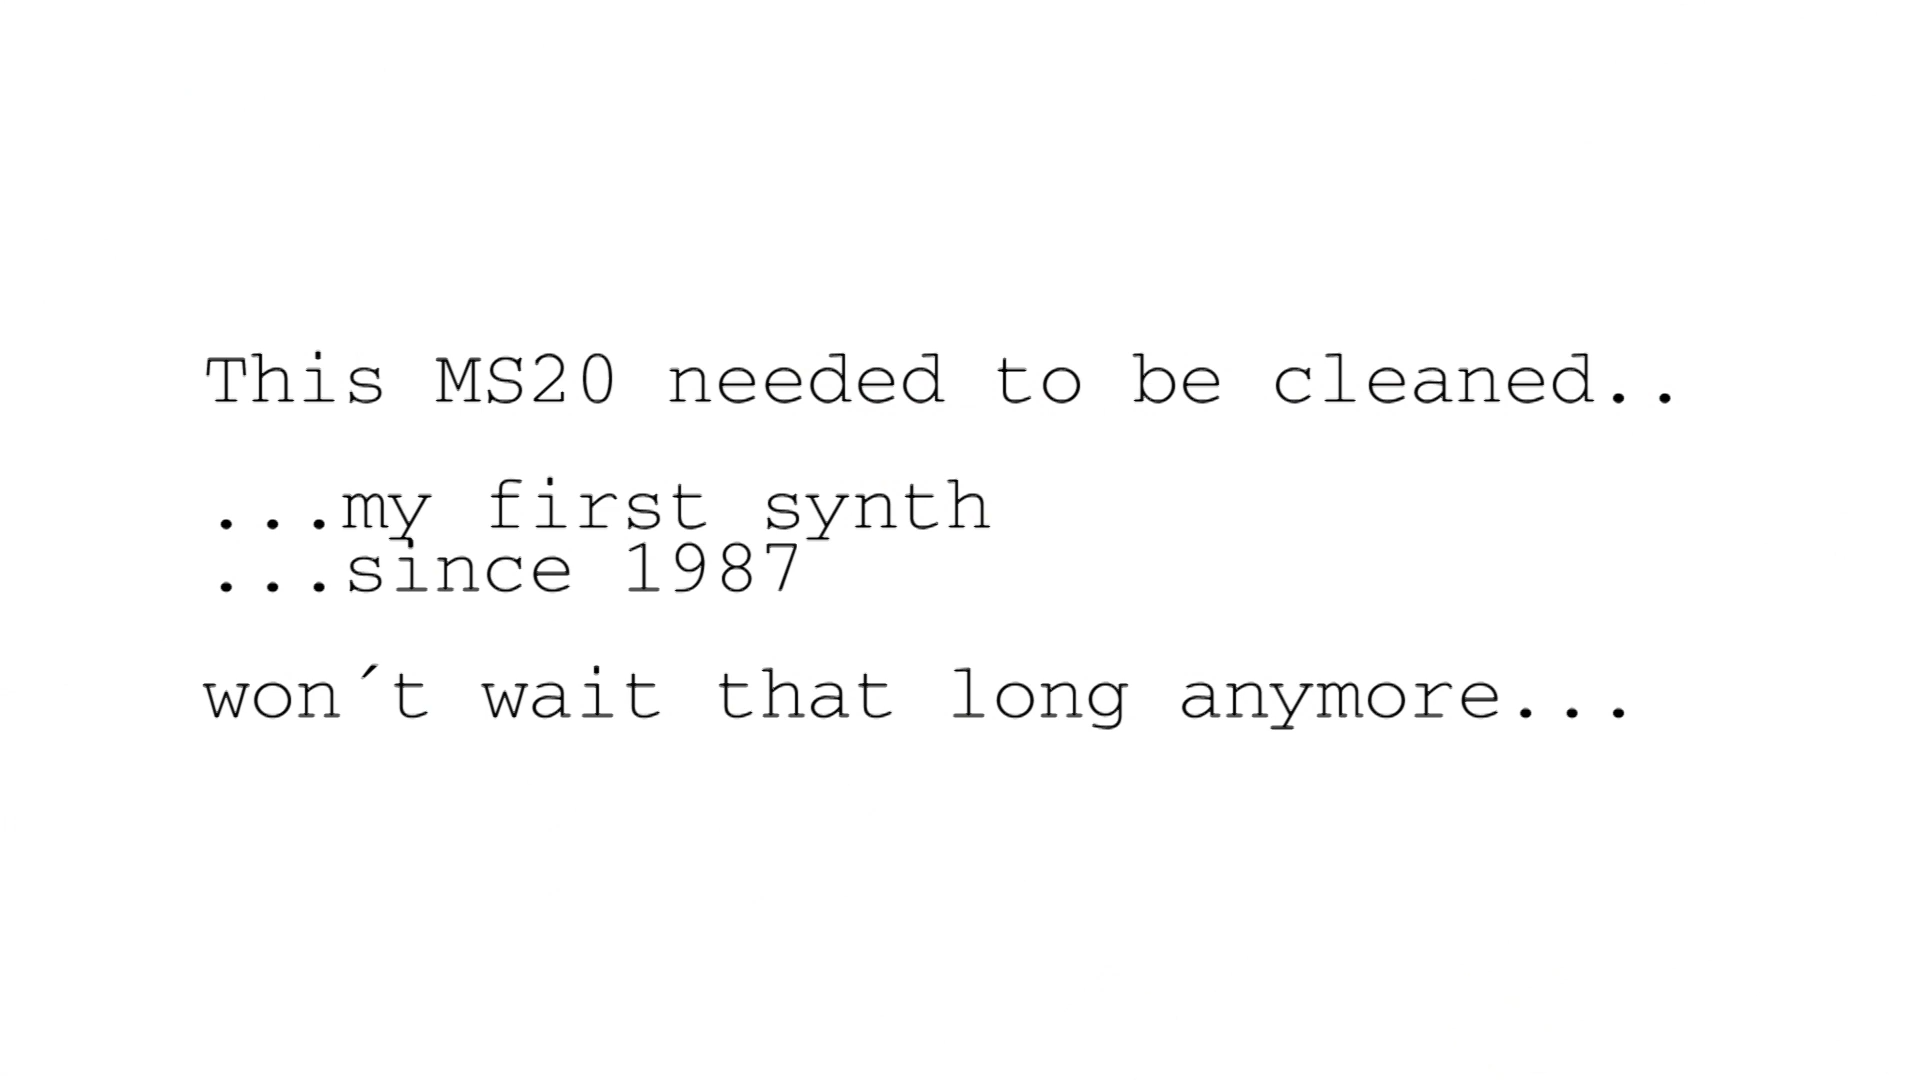 This MS20 needed to be cleaned..
...my first synth
...since 1987
won´t wait that long anymore...